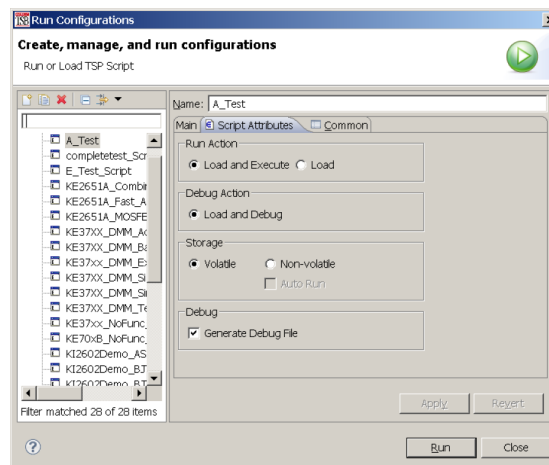 Run Configurations
Create, manage, and run configurations
Run or Load TSP Script
Name: A_Test
Main
Script Attributes
Common
A_Test
completetest_Scr
E_Test_Script
KE2651A_Combin
KE2651A_Fast_A
KE2651A_MOSFE
KE37XX_DMM_Ac
KE37XX_DMM_Ba
KE37XX_DMM_Ex
KE37XX_DMM_Si
KE37XX_DMM_Sir
KE37XX_DMM_Te
KE37xx_NoFunc_
KE70xB_NoFunc_
KI2602Demo_AS
KI2602Demo_BJ
KI2602Demo_BJT
Filter matched 28 of 28 items
Run Action
Load and Execute
Load
Debug Action
Load and Debug
Storage
Volatile
Non-volatile
Auto Run
Debug
Generate Debug File
Apply
Revert
Run
Close